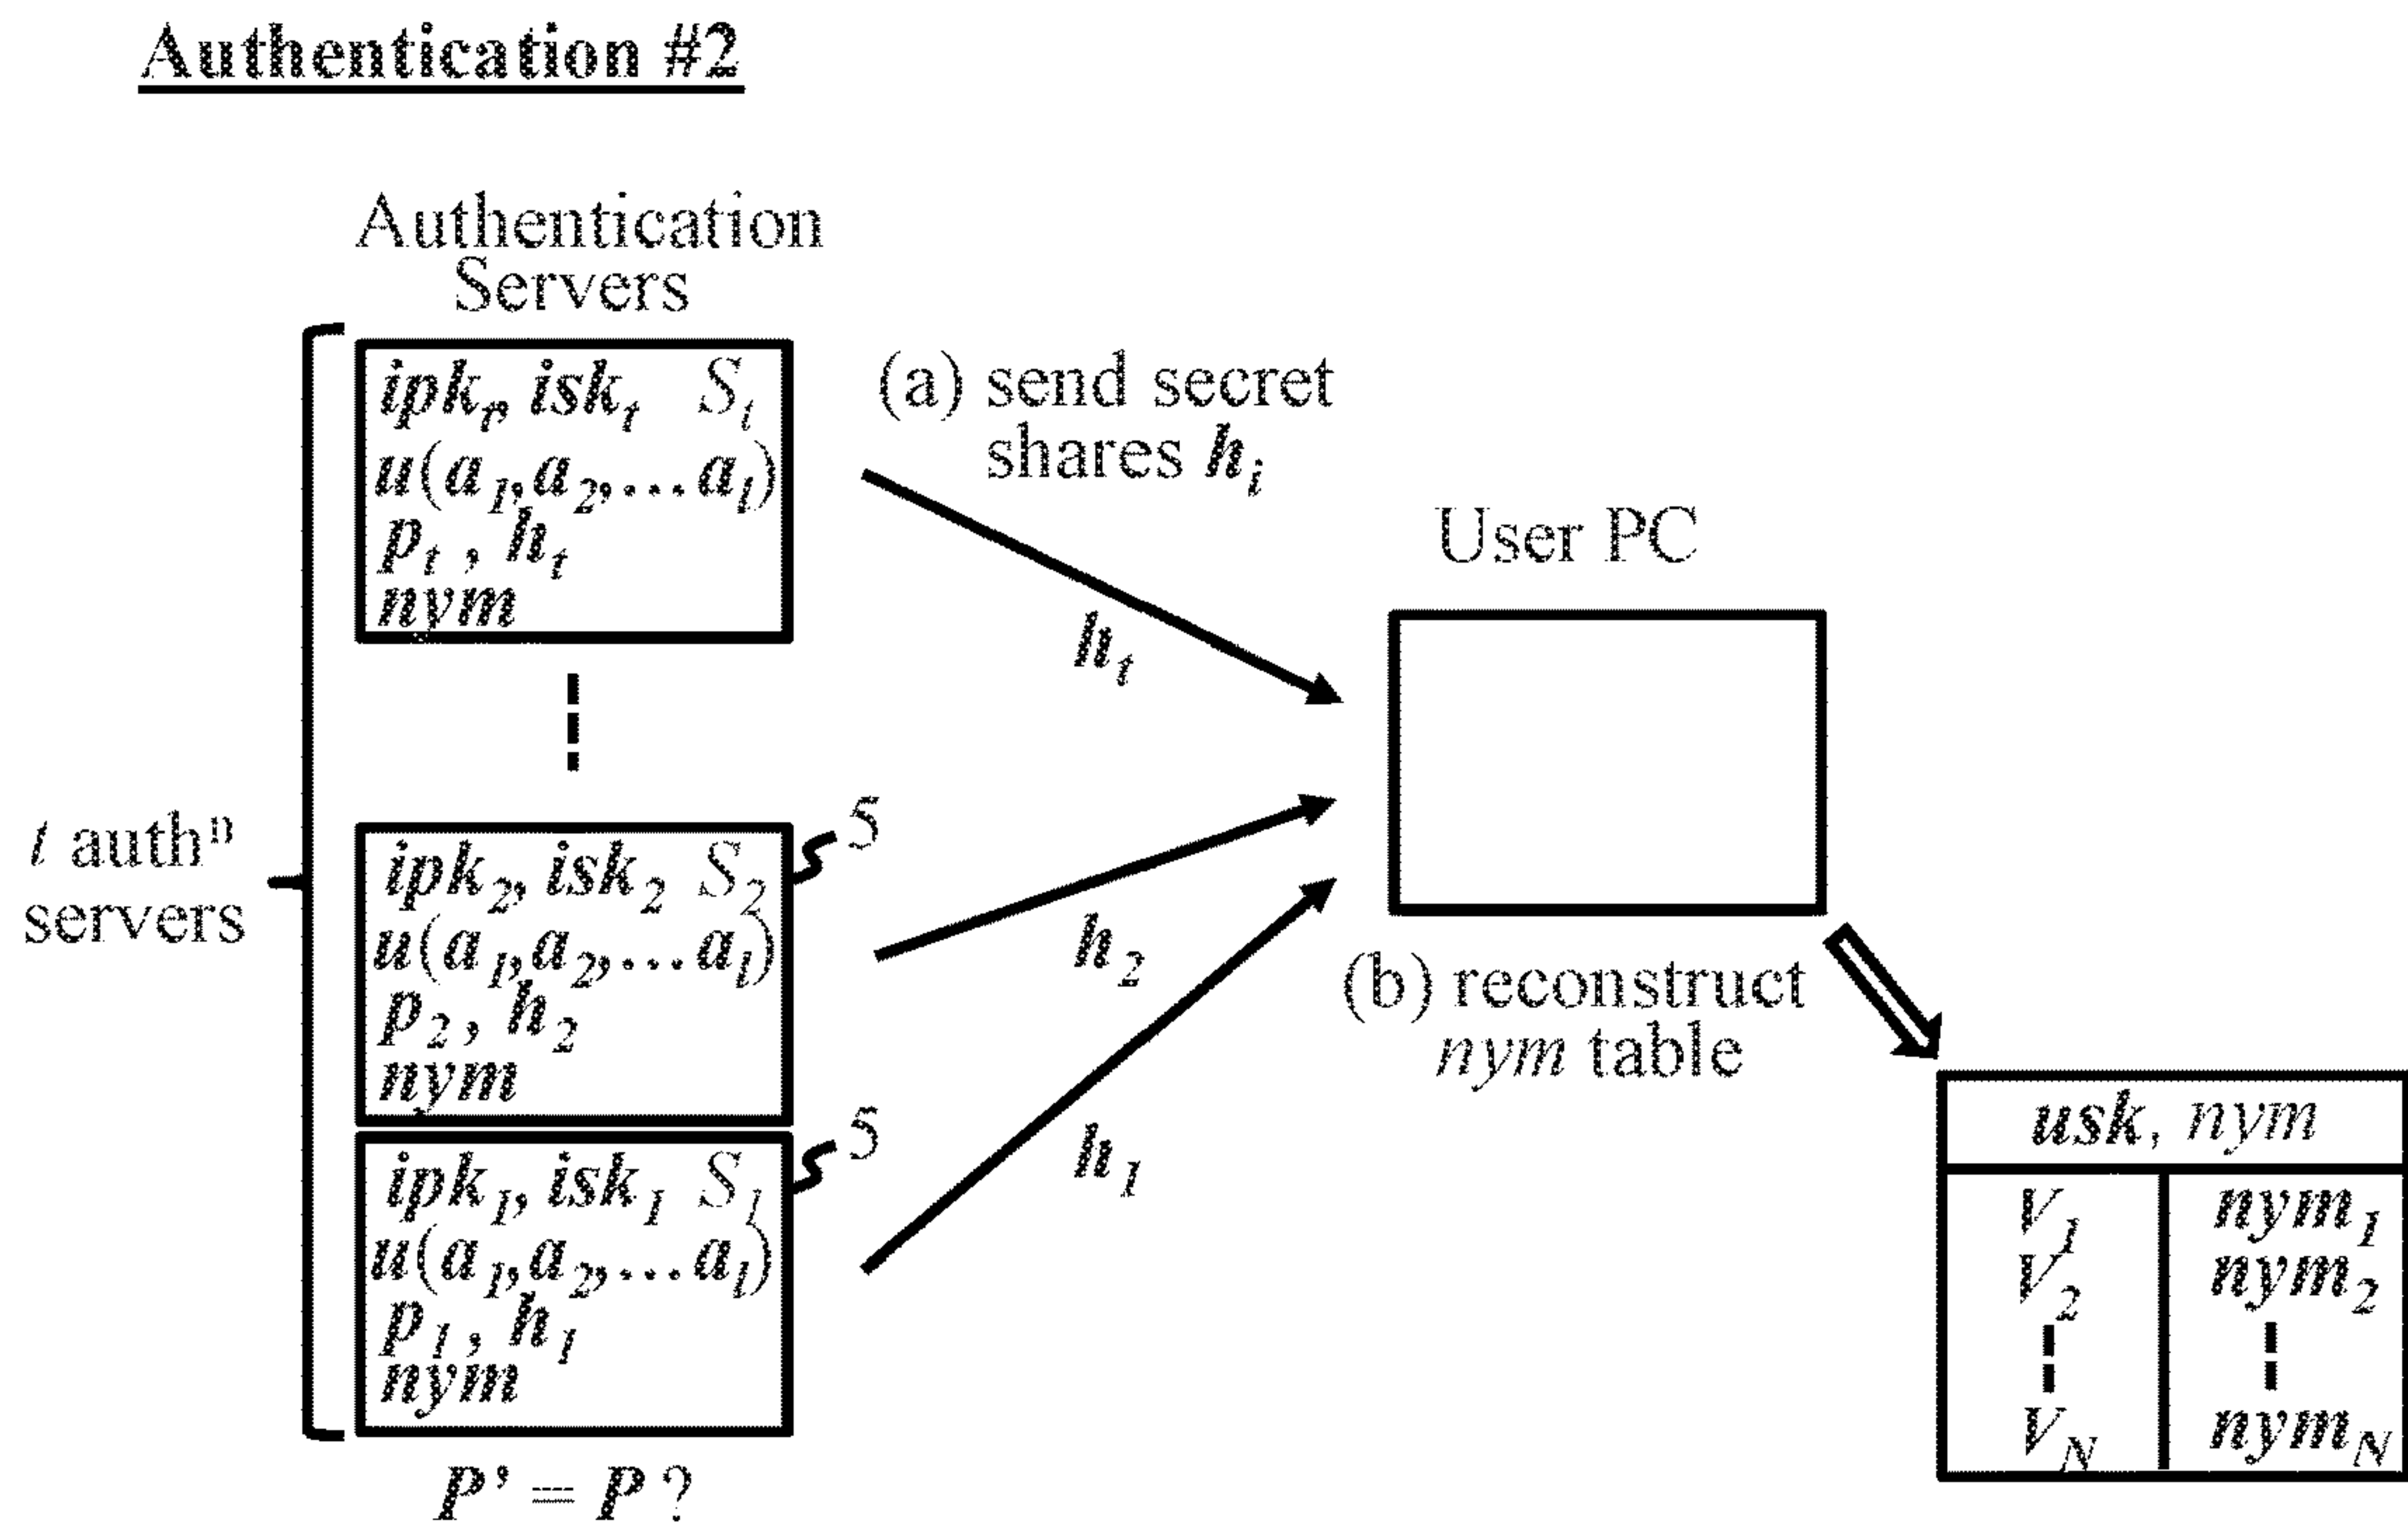 Authentication #2
Authentication
Servers
ipk_t, isk_t S_t
u(a_1,a_2,...a_l)
p_t , h_t
nym
(a) send secret
shares h_i
h_t
User PC
t auth^n
servers
5
ipk_2, isk_2 S_2
u(a_1,a_2,...a_l)
p_2, h_2
nym
h_2
(b) reconstruct
nym table
5
ipk_1, isk_1 S_1
u(a_1,a_2,...a_l)
p_1, h_1
nym
h_1
P' = P ?
usk, nym
V_1 nym_1
V_2 nym_2
V_N nym_N